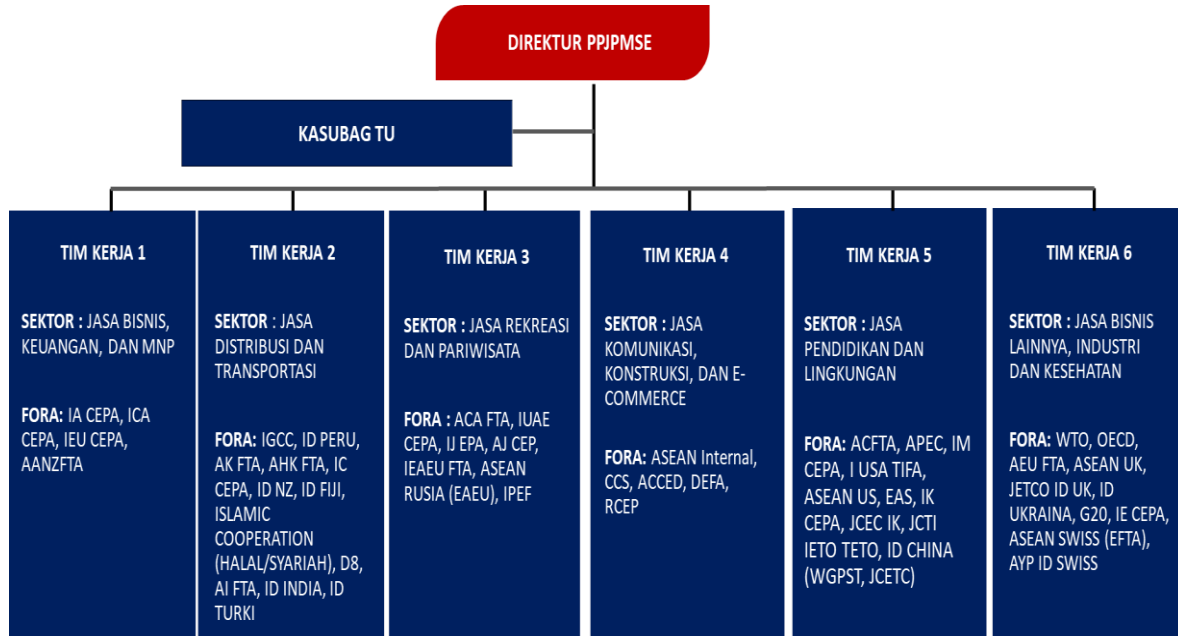 DIREKTUR PPJPMSE
KASUBAG TU
TIM KERJA 1
SEKTOR : JASA BISNIS,
KEUANGAN, DAN MNP
FORA: IA CEPA, ICA
CEPA, IEU CEPA,
AANZFTA
TIM KERJA 2
SEKTOR : JASA
DISTRIBUSI DAN
TRANSPORTASI
FORA: IGCC, ID PERU,
AK FTA, AHK FTA, IC
CEPA, ID NZ, ID FIJI,
ISLAMIC
COOPERATION
(HALAL/SYARIAH), D8,
AI FTA, ID INDIA, ID
TURKI
TIM KERJA 3
SEKTOR : JASA REKREASI
DAN PARIWISATA
FORA : ACA FTA, IUAE
CEPA, IJ EPA, AJ CEP,
IEAEU FTA, ASEAN
RUSIA (EAEU), IPEF
TIM KERJA 4
SEKTOR : JASA
KOMUNIKASI,
KONSTRUKSI, DAN E-
COMMERCE
FORA: ASEAN Internal,
CCS, ACCED, DEFA,
RCEP
TIM KERJA 5
SEKTOR : JASA
PENDIDIKAN DAN
LINGKUNGAN
FORA: ACFTA, APEC, IM
CEPA, I USA TIFA,
ASEAN US, EAS, IK
CEPA, JCEC IK, JCTI
IETO TETO, ID CHINA
(WGPST, JCETC)
TIM KERJA 6
SEKTOR : JASA BISNIS
LAINNYA, INDUSTRI
DAN KESEHATAN
FORA: WTO, OECD,
AEU FTA, ASEAN UK,
JETCO ID UK, ID
UKRAINA, G20, IE CEPA,
ASEAN SWISS (EFTA),
AYP ID SWISS